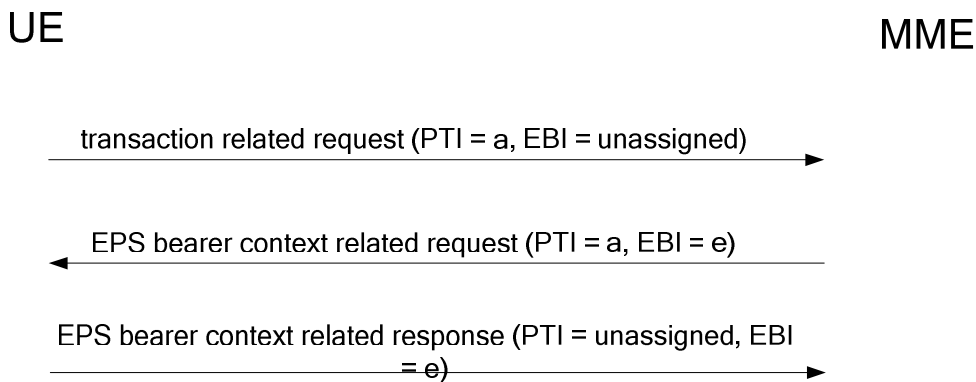 UE
MME
transaction related request (PTI = a, EBI = unassigned)
EPS bearer context related request (PTI = a, EBI = e)
EPS bearer context related response (PTI = unassigned, EBI
= e)